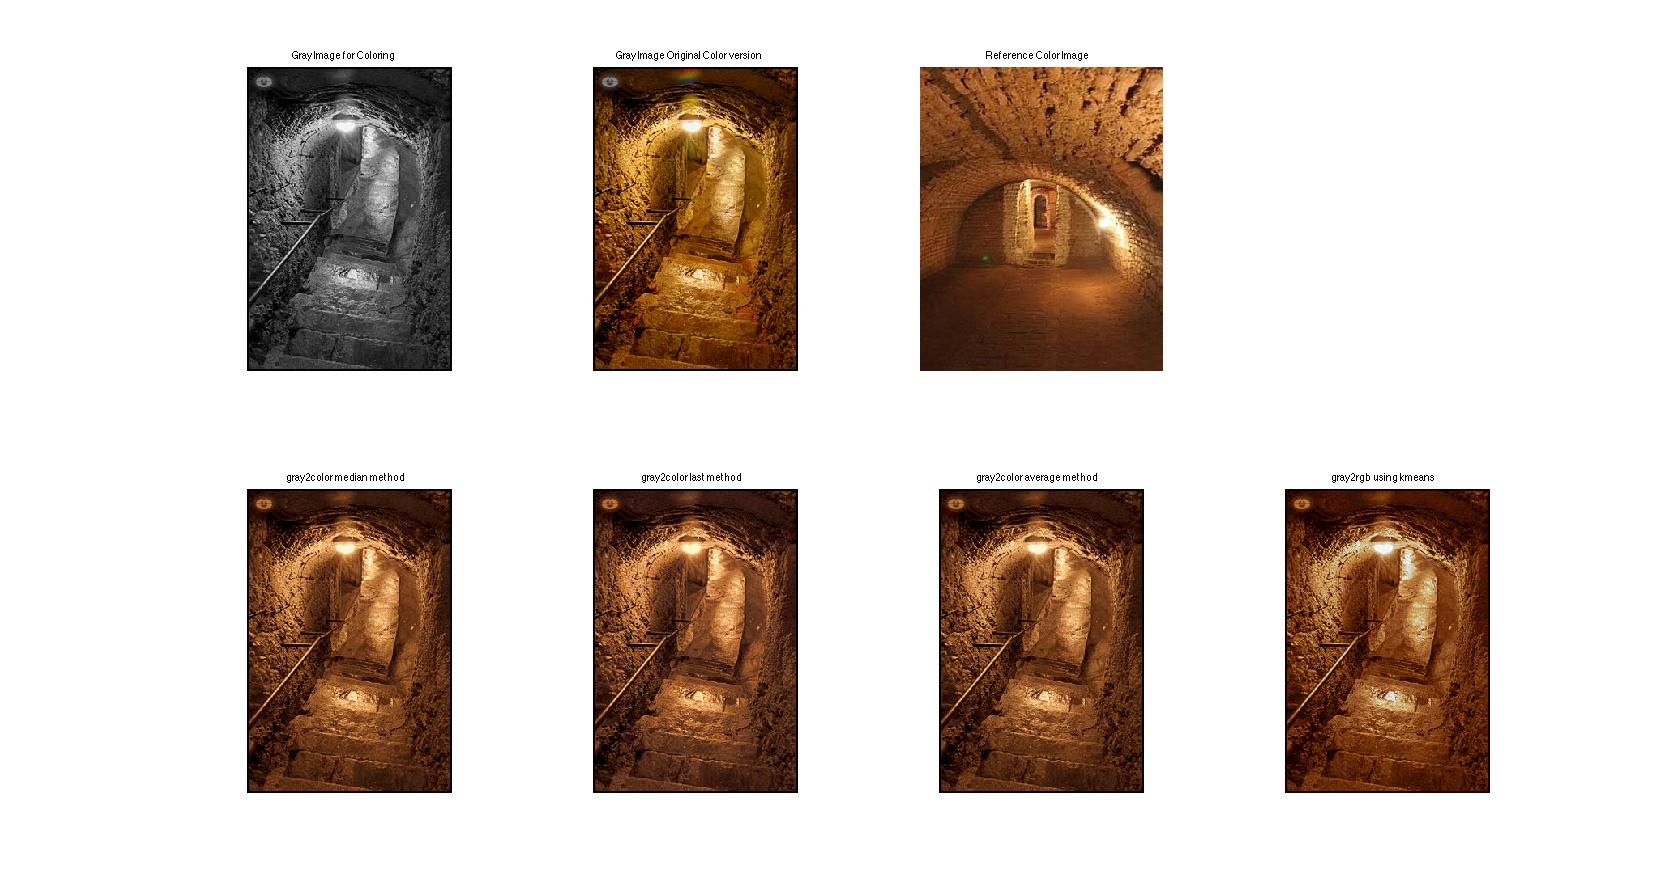 Gray Image for Coloring
Gray Image Original Color version
Reference Color Image
gray2color median method
gray2color last method
gray2color average method
gray2rgb using kmeans